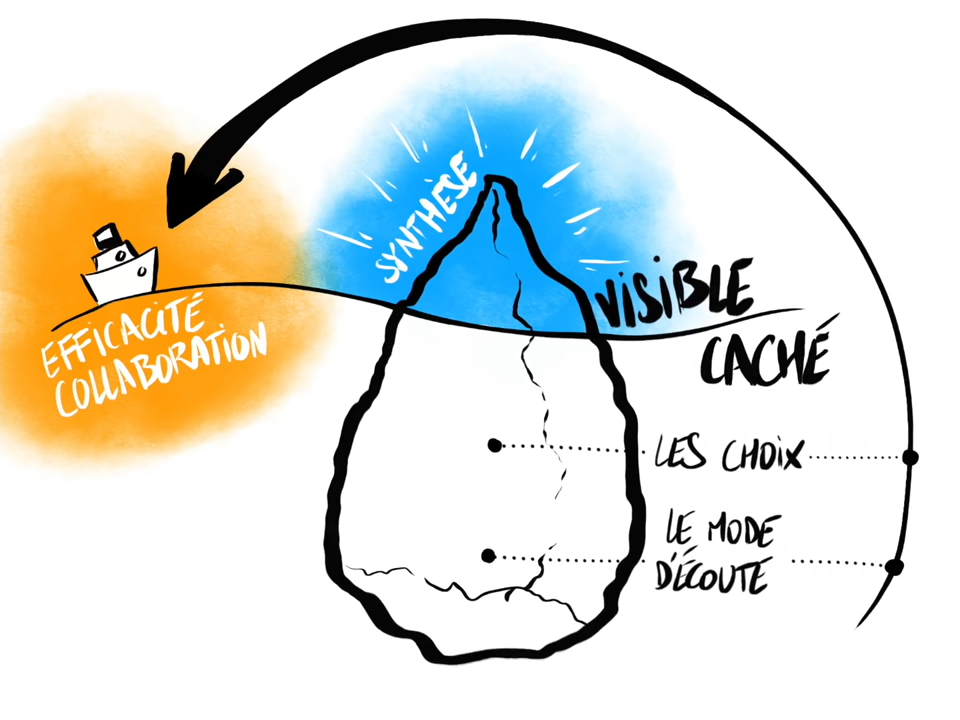 SYNTHÈSE
VISIBLE
CACHÉ
EFFICACITÉ
COLLABORATION
LES CHOIX
LE MODE
D'ÉCOUTE